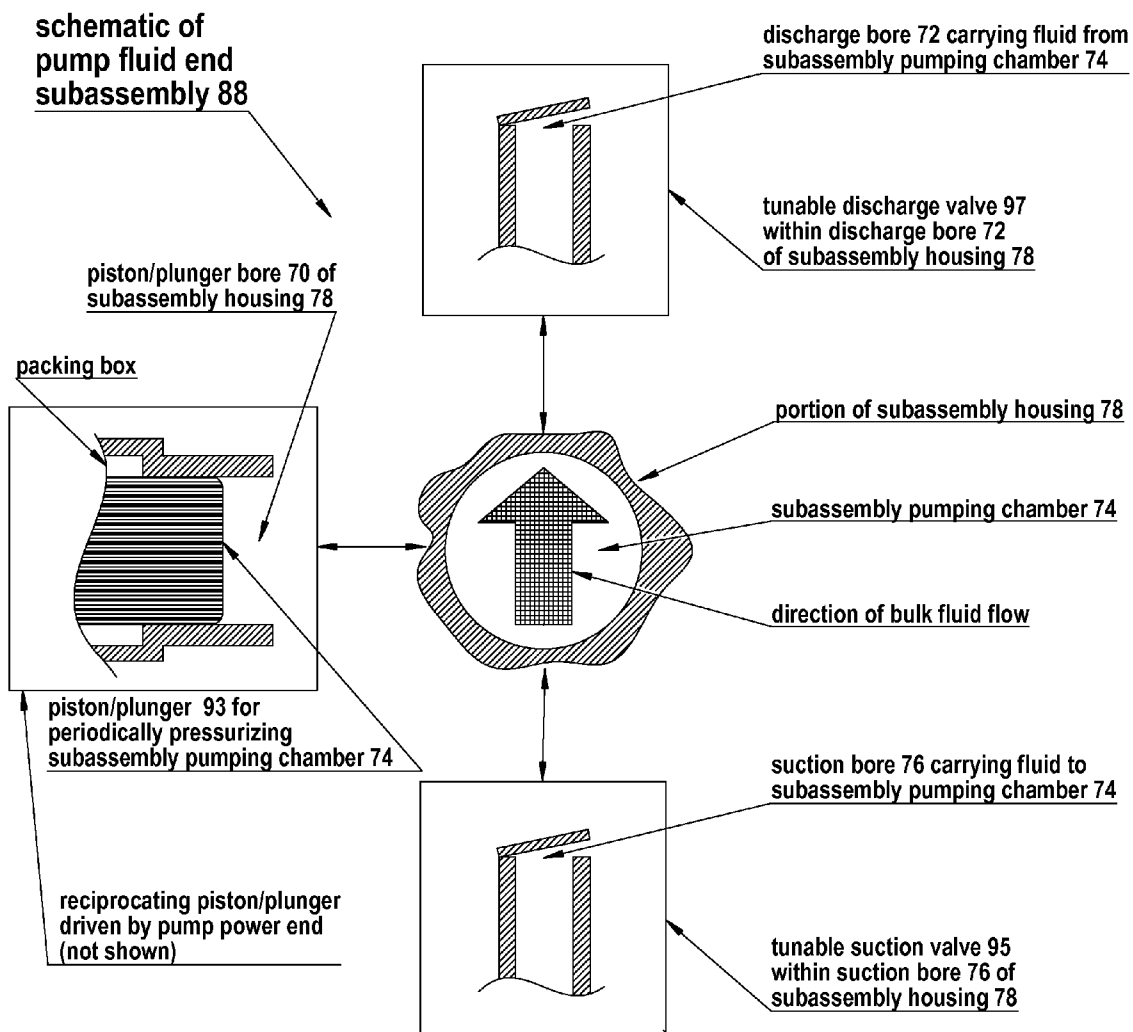 schematic of
pump fluid end
subassembly 88
discharge bore 72 carrying fluid from
subassembly pumping chamber 74
tunable discharge valve 97
within discharge bore 72
of subassembly housing 78
piston/plunger bore 70 of
subassembly housing 78
packing box
portion of subassembly housing 78
subassembly pumping chamber 74
direction of bulk fluid flow
piston/plunger 93 for
periodically pressurizing
subassembly pumping chamber 74
suction bore 76 carrying fluid to
subassembly pumping chamber 74
reciprocating piston/plunger
driven by pump power end
(not shown)
tunable suction valve 95
within suction bore 76 of
subassembly housing 78